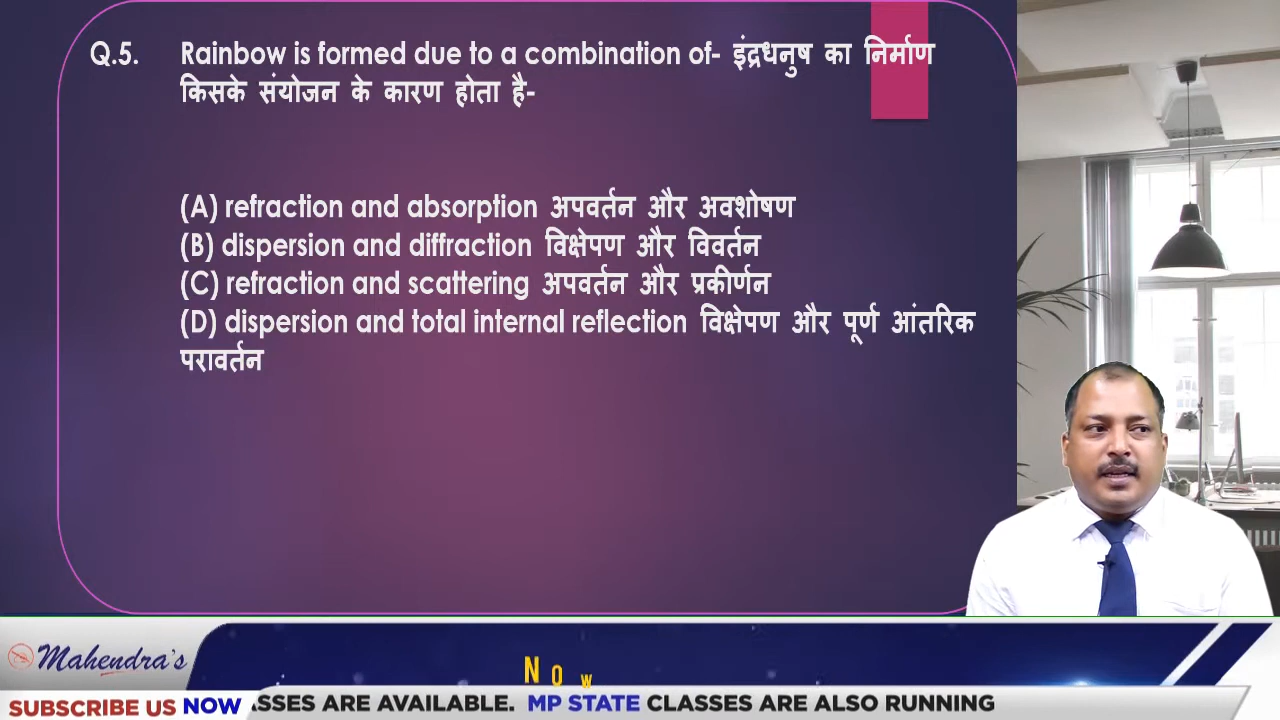 Q.5. Rainbow is formed due to a combination of- इंद्रधनुष का निर्माण
किसके संयोजन के कारण होता है-
(A) refraction and absorption अपवर्तन और अवशोषण
(B) dispersion and diffraction विक्षेपण और विवर्तन
(C) refraction and scattering अपवर्तन और प्रकीर्णन
(D) dispersion and total internal reflection विक्षेपण और पूर्ण आंतरिक
परावर्तन
Mahendra's
Now
SUBSCRIBE US NOW
ASSES ARE AVAILABLE. MP STATE CLASSES ARE ALSO RUNNING